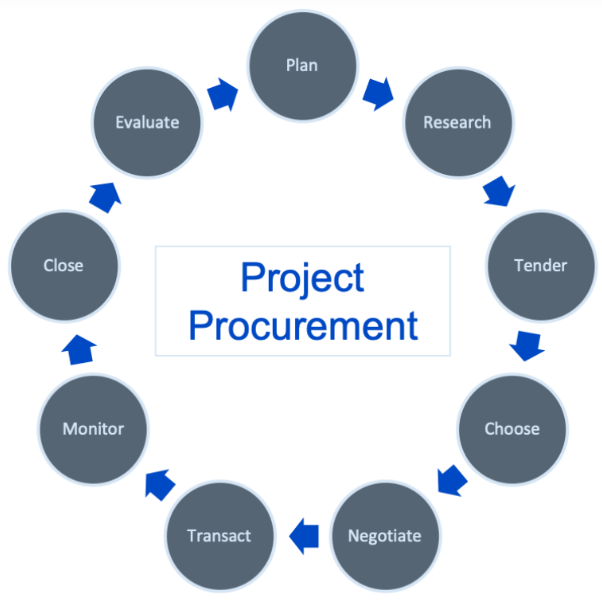 Plan
Research
Tender
Choose
Negotiate
Transact
Monitor
Close
Evaluate
Project
Procurement